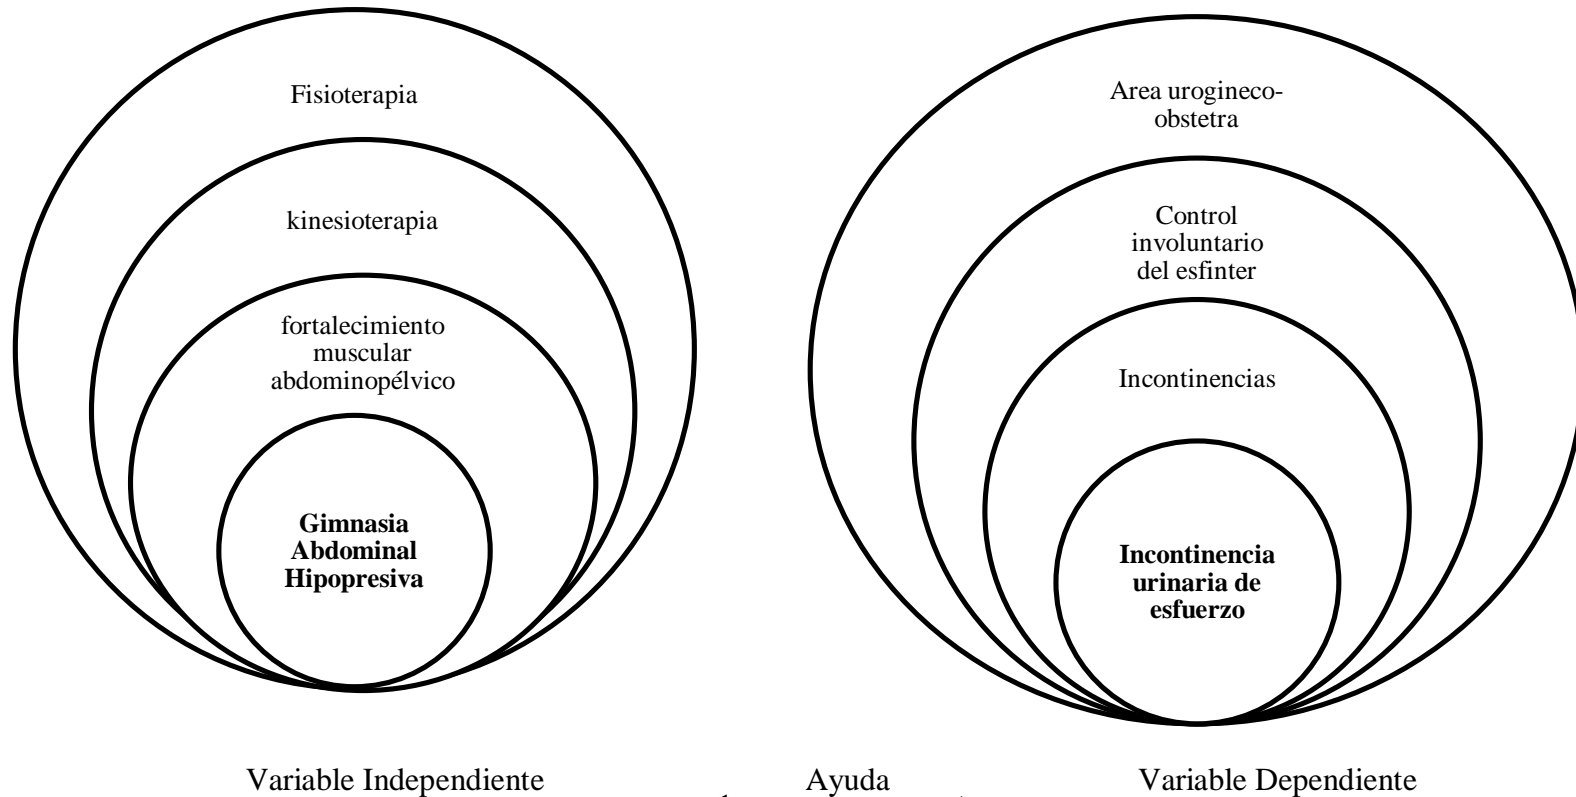 Fisioterapia
kinesioterapia
fortalecimiento
muscular
abdominopélvico
Gimnasia
Abdominal
Hipopresiva
Area urogineco-
obstetra
Control
involuntario
del esfinter
Incontinencias
Incontinencia
urinaria de
esfuerzo
Variable Independiente
Ayuda
Variable Dependiente